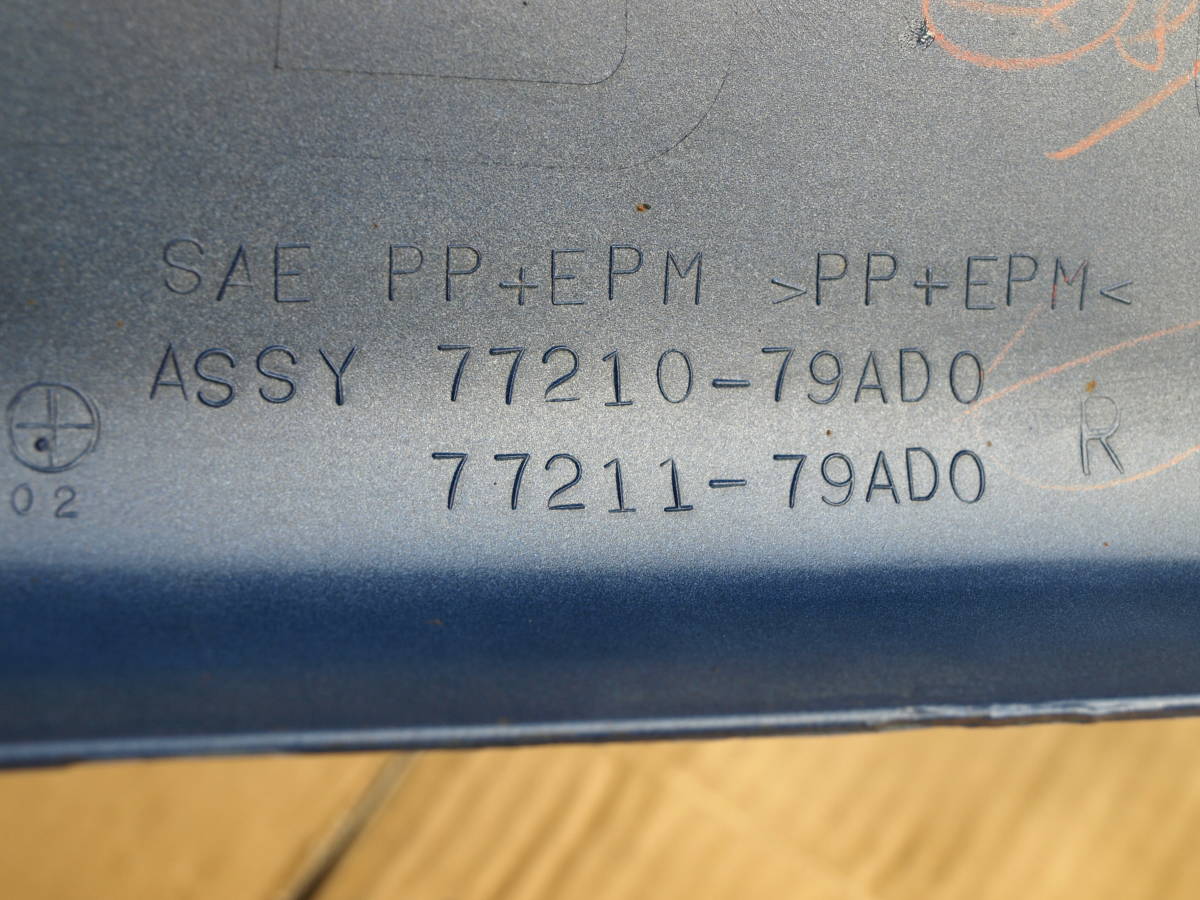 SAE PP+EPM >PP+EPM<
ASSY 77210-79AD0
77211-79AD0
R
02